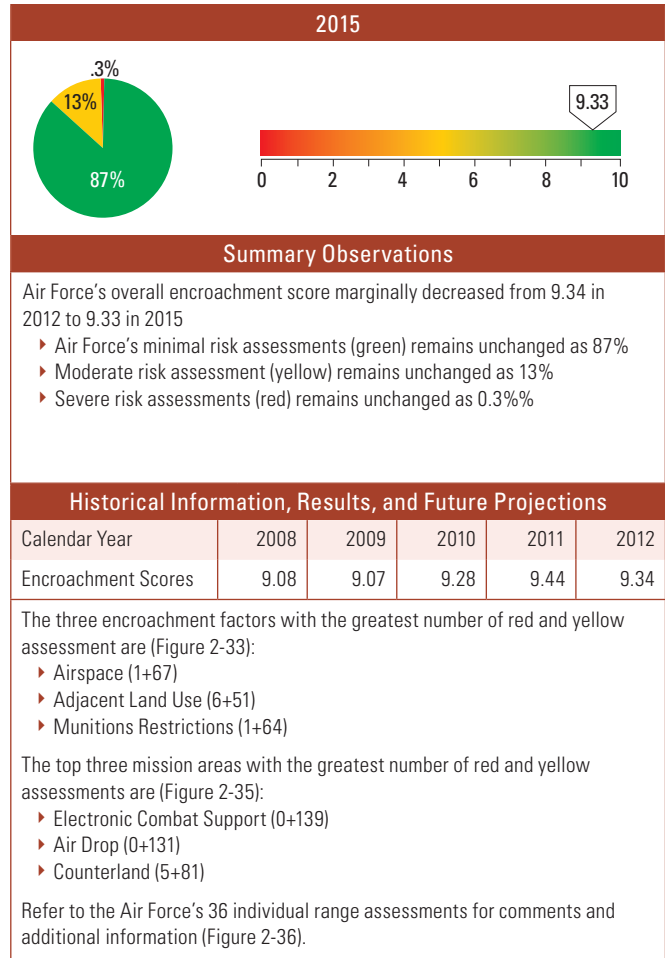 2015
.3%
13%
87%
9.33
0 2 4 6 8 10
Summary Observations
Air Force's overall encroachment score marginally decreased from 9.34 in
2012 to 9.33 in 2015
▸ Air Force's minimal risk assessments (green) remains unchanged as 87%
▸ Moderate risk assessment (yellow) remains unchanged as 13%
▸ Severe risk assessments (red) remains unchanged as 0.3%%
Historical Information, Results, and Future Projections
Calendar Year 2008 2009 2010 2011 2012
Encroachment Scores 9.08 9.07 9.28 9.44 9.34
The three encroachment factors with the greatest number of red and yellow
assessment are (Figure 2-33):
▸ Airspace (1+67)
▸ Adjacent Land Use (6+51)
▸ Munitions Restrictions (1+64)
The top three mission areas with the greatest number of red and yellow
assessments are (Figure 2-35):
▸ Electronic Combat Support (0+139)
▸ Air Drop (0+131)
▸ Counterland (5+81)
Refer to the Air Force's 36 individual range assessments for comments and
additional information (Figure 2-36).